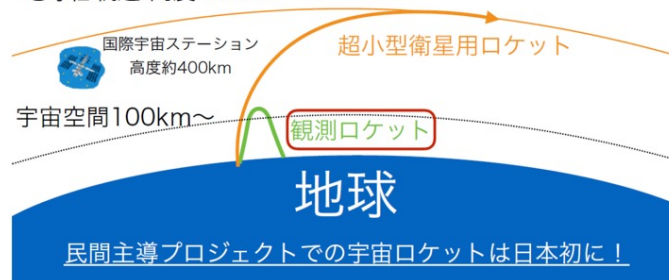 国際宇宙ステーション
高度約400km
超小型衛星用ロケット
宇宙空間100km〜
観測ロケット
地球
民間主導プロジェクトでの宇宙ロケットは日本初に！